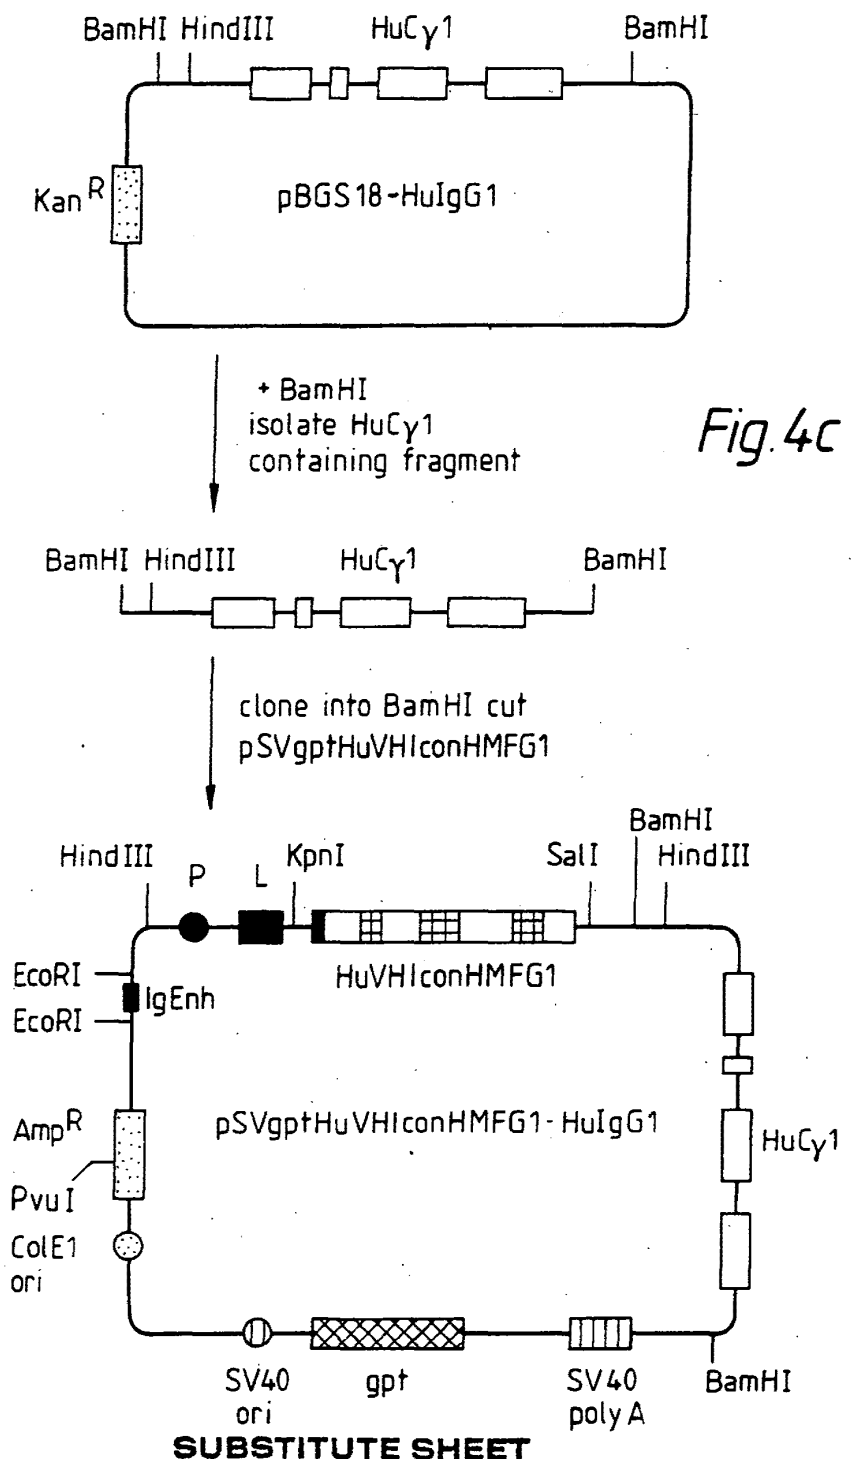 BamHI HindIII HuCγ1 BamHI
Kan R
pBGS18-HuIgG1
+ BamHI
isolate HuCγ1
containing fragment
Fig. 4c
BamHI HindIII HuCγ1 BamHI
clone into BamHI cut
pSVgptHuVHIconHMFG1
BamHI
HindIII P L KpnI SalI HindIII
EcoRI
IgEnh
EcoRI
HuVHIconHMFG1
Amp R
pSVgptHuVHIconHMFG1-HuIgG1
HuCγ1
PvuI
ColE1
ori
SV40
ori
gpt
SV40
poly A
BamHI
SUBSTITUTE SHEET